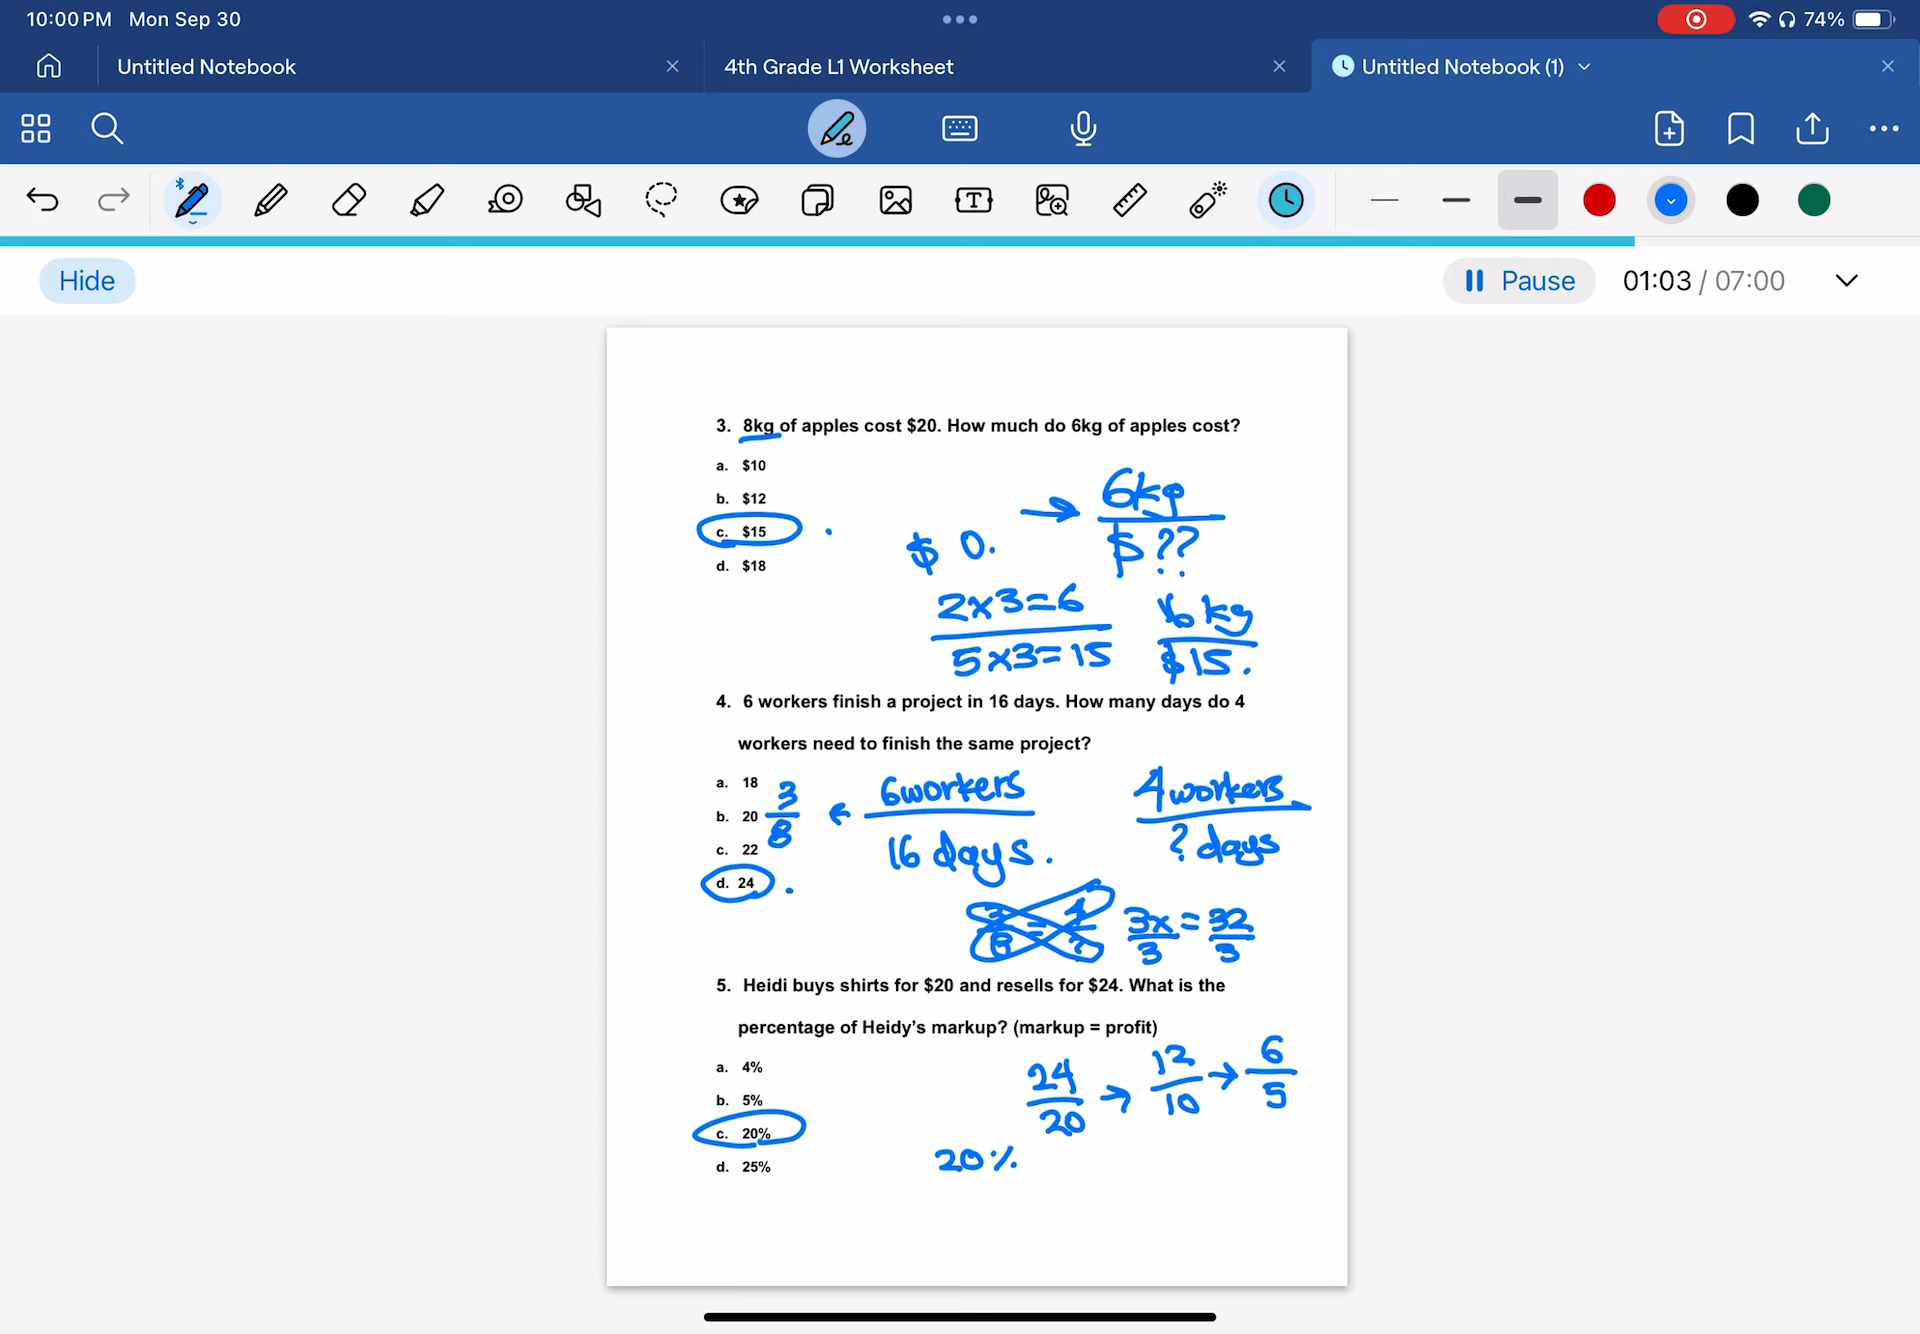 10:00 PM Mon Sep 30
74%
Untitled Notebook
4th Grade L1 Worksheet
Untitled Notebook (1)
Hide
Pause
01:03 / 07:00
3. 8kg of apples cost $20. How much do 6kg of apples cost?
a. $10
b. $12
c. $15
d. $18
6kg
$ ??
$ 0.
2x3=6
5x3=15
6kg
$15.
4. 6 workers finish a project in 16 days. How many days do 4
workers need to finish the same project?
a. 18
b. 20
c. 22
d. 24
3
8
6workers
16 days.
4workers
? days
3 = 4
8 ?
3x = 32
3 3
5. Heidi buys shirts for $20 and resells for $24. What is the
percentage of Heidy's markup? (markup = profit)
a. 4%
b. 5%
c. 20%
d. 25%
24 → 12 → 6
20 10 5
20%